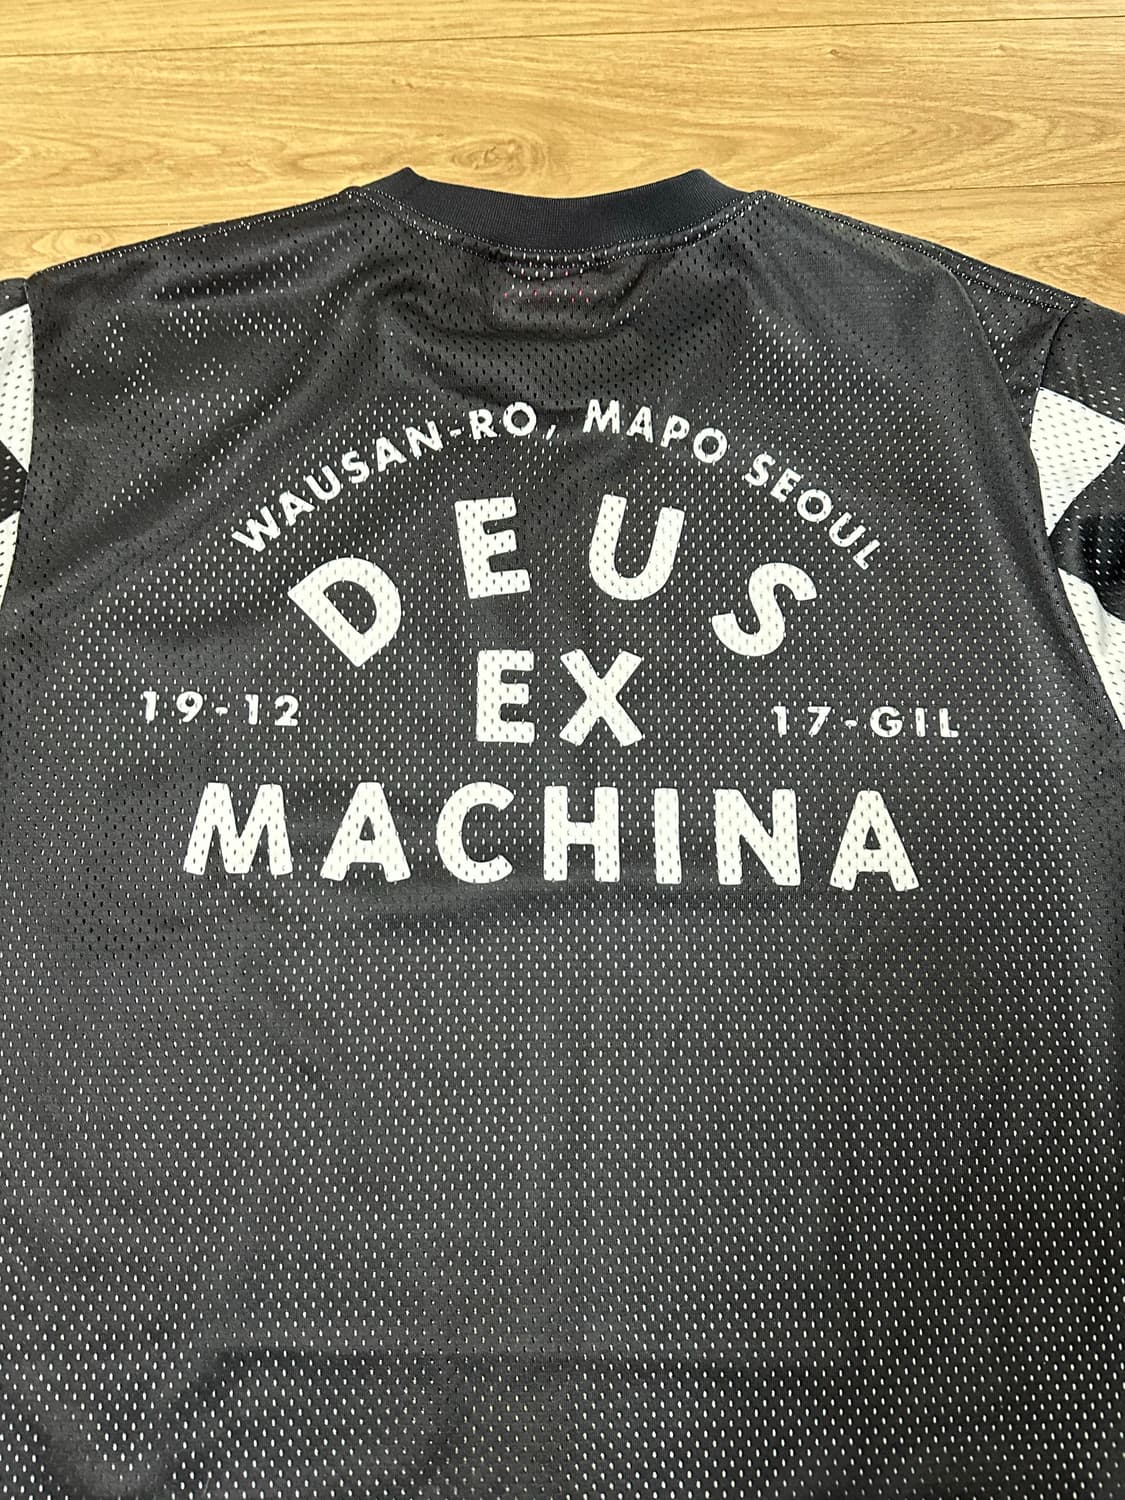 WAUSAN-RO, MAPO SEOUL
DEUS
EX
19-12
17-GIL
MACHINA